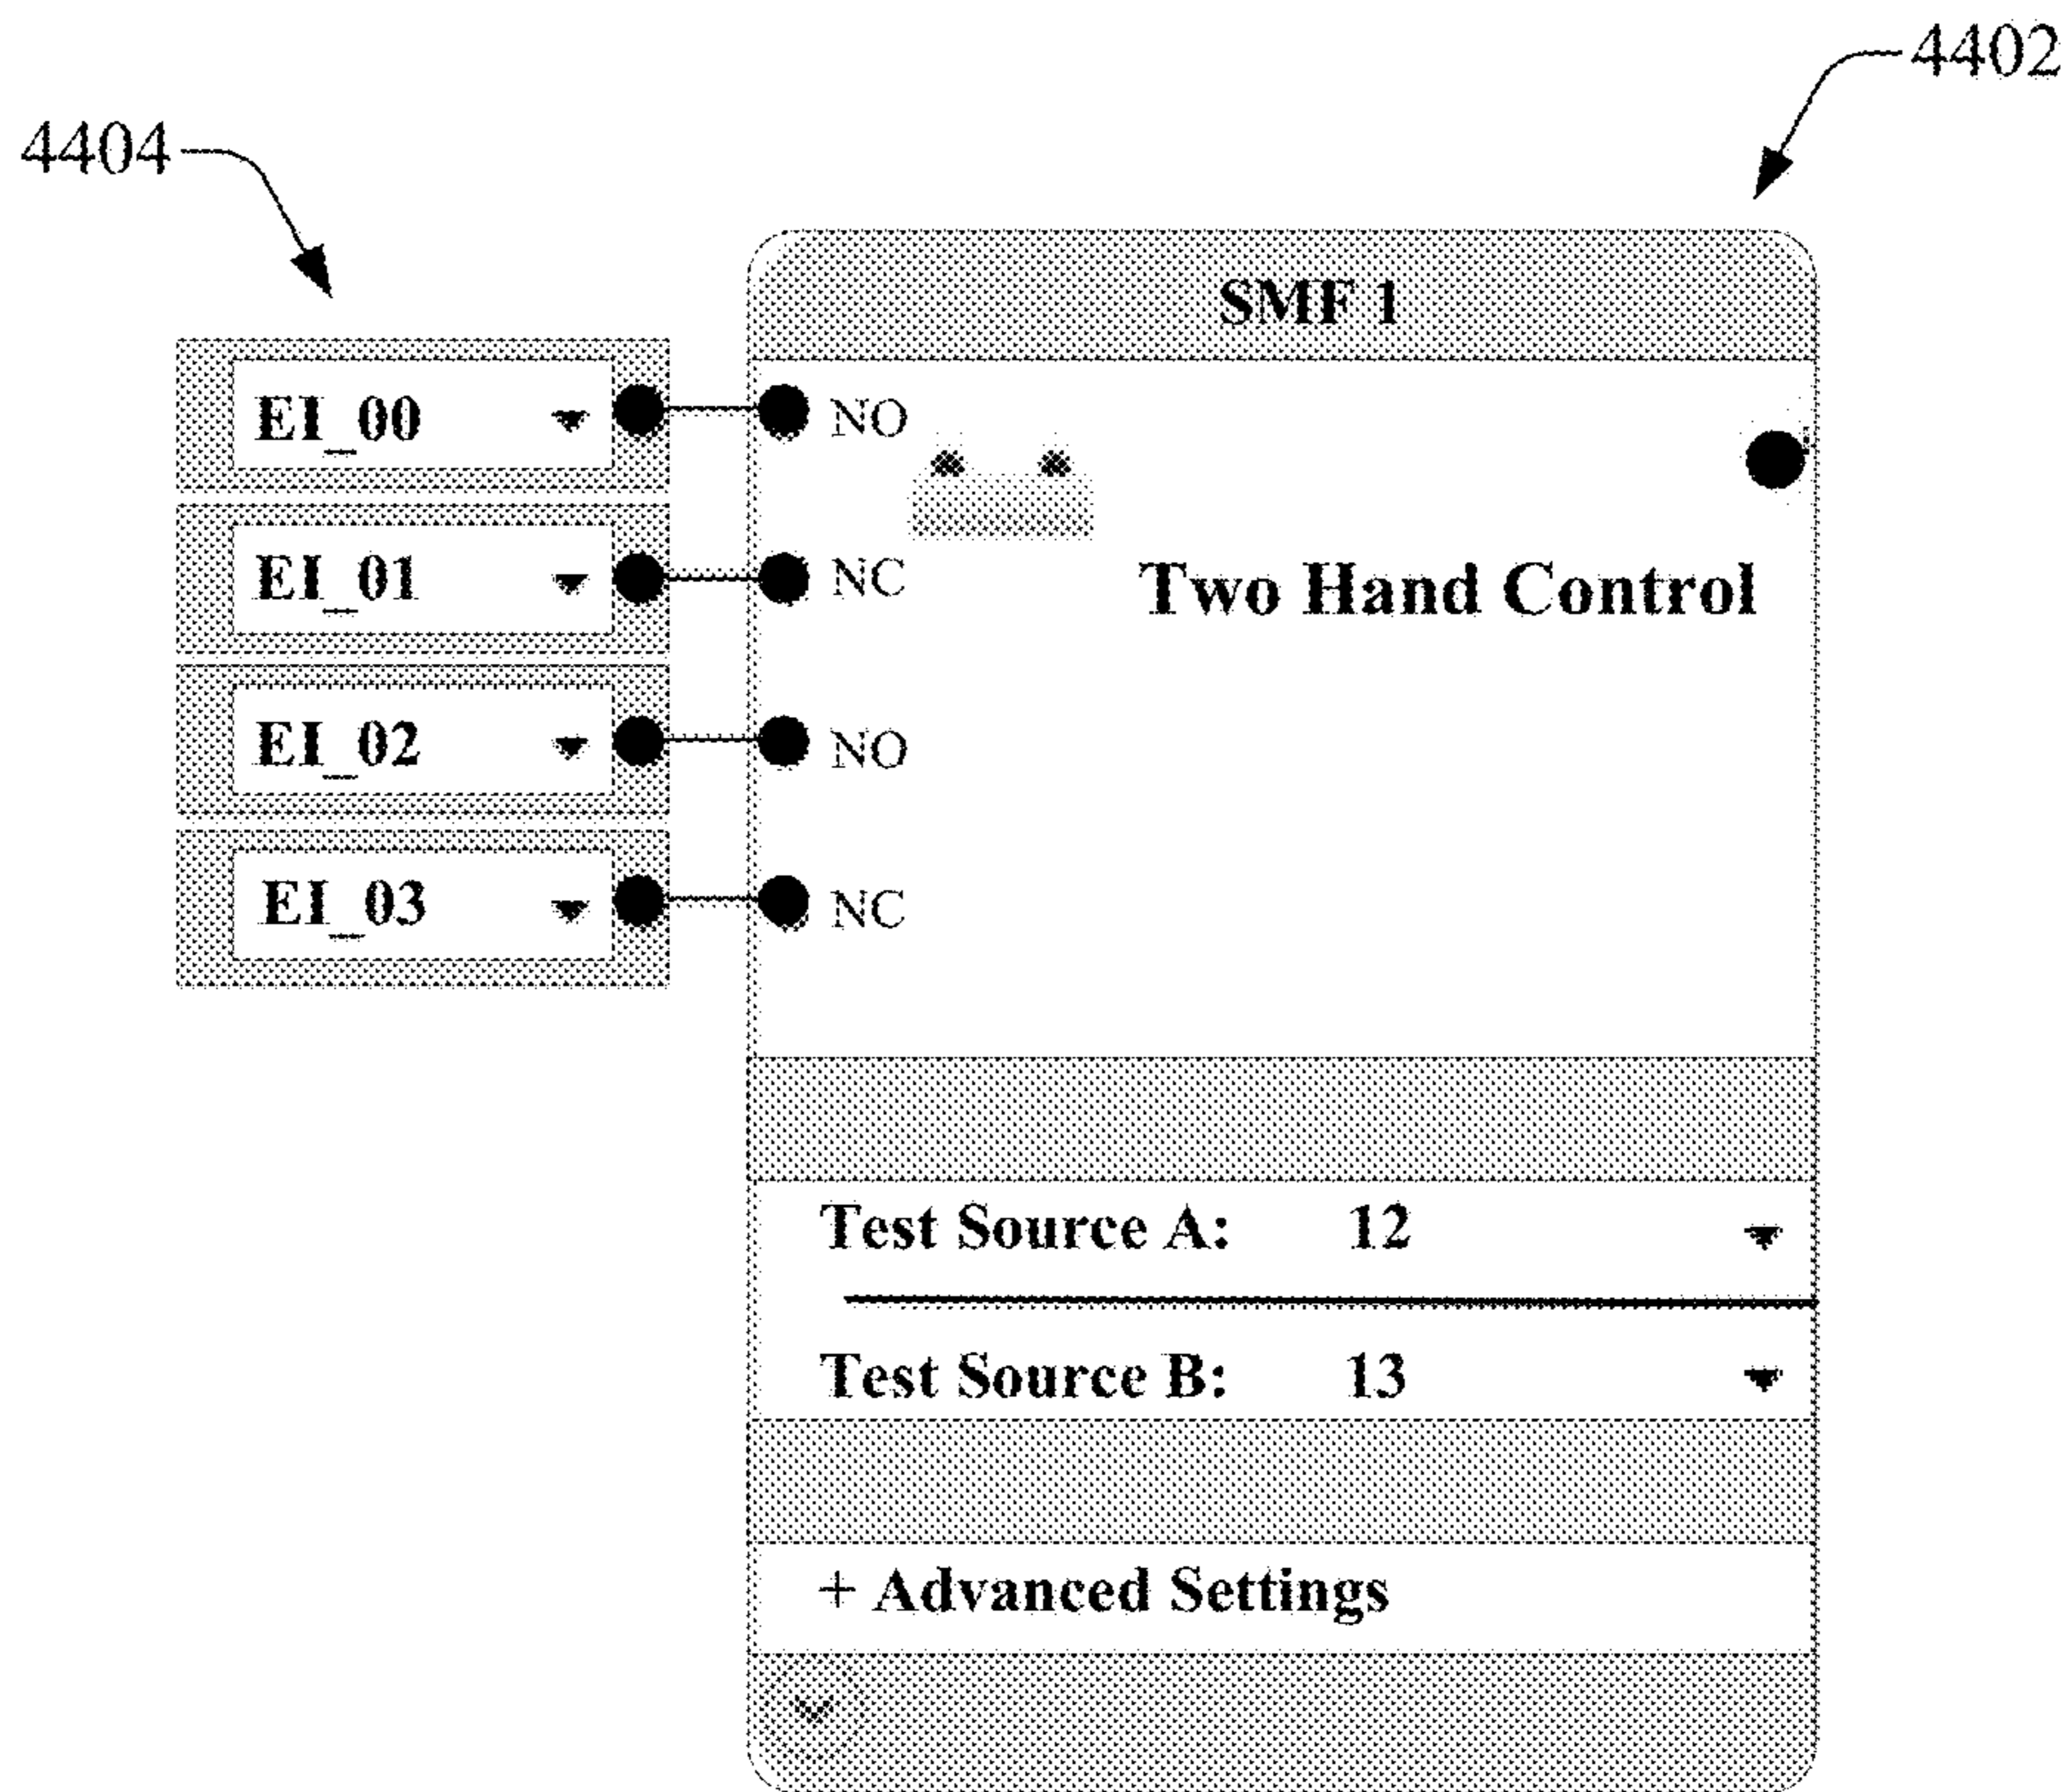 4402
4404
SMF 1
EI_00 NO
EI_01 NC
Two Hand Control
EI_02 NO
EI_03 NC
Test Source A: 12
Test Source B: 13
+ Advanced Settings